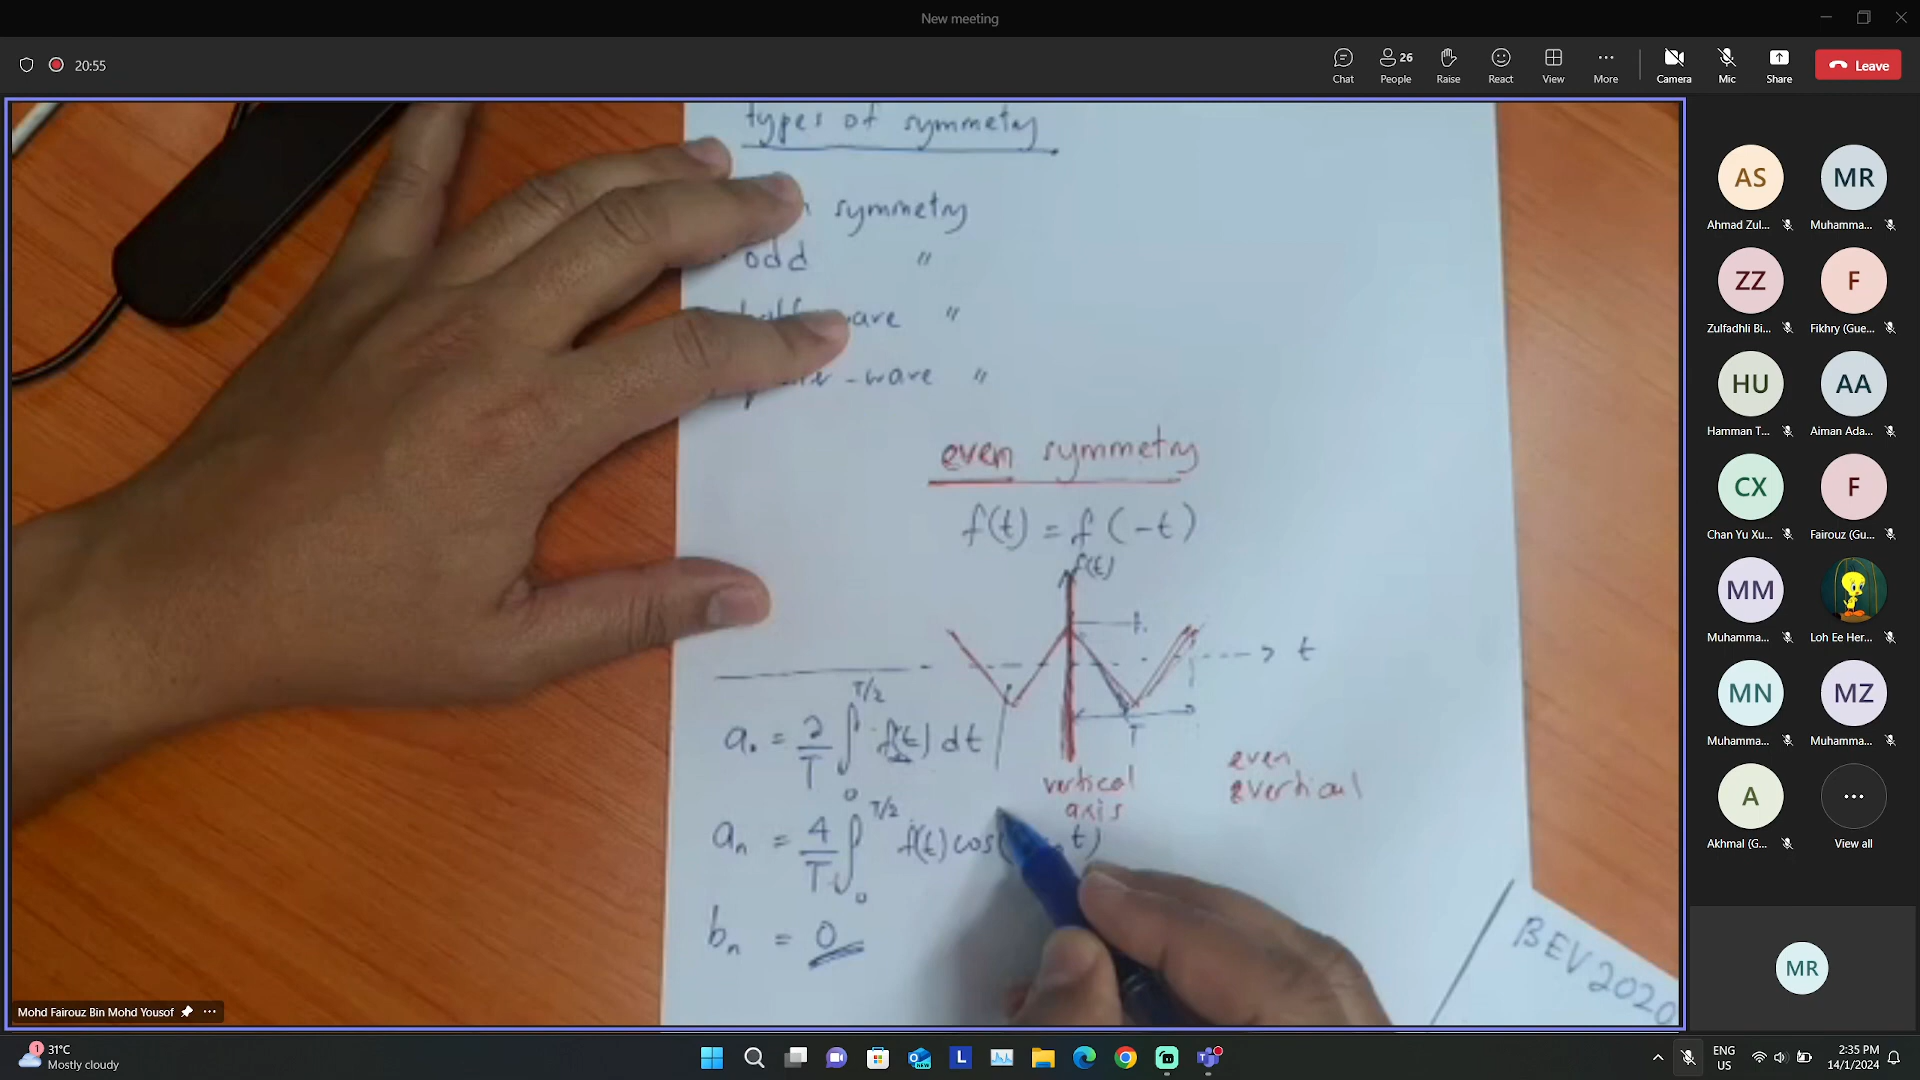 New meeting
20:55
Chat
26
People
Raise
React
View
More
Camera
Mic
Share
Leave
types of symmetry
symmetry
odd "
wave "
-wave "
even symmetry
f(t) = f(-t)
f(t)
t
T
vertical
axis
even
vertical
a₀ = 2/T ∫₀^T/2 f(t) dt
aₙ = 4/T ∫₀^T/2 f(t) cos( t)
bₙ = 0
BEV 2020
Mohd Fairouz Bin Mohd Yousof
AS
Ahmad Zul...
MR
Muhamma...
ZZ
Zulfadhli Bi...
F
Fikhry (Gue...
HU
Hamman T...
AA
Aiman Ada...
CX
Chan Yu Xu...
F
Fairouz (Gu...
MM
Muhamma...
Loh Ee Her...
MN
Muhamma...
MZ
Muhamma...
A
Akhmal (G...
View all
MR
1
31°C
Mostly cloudy
NEW
L
ENG
US
2:35 PM
14/1/2024